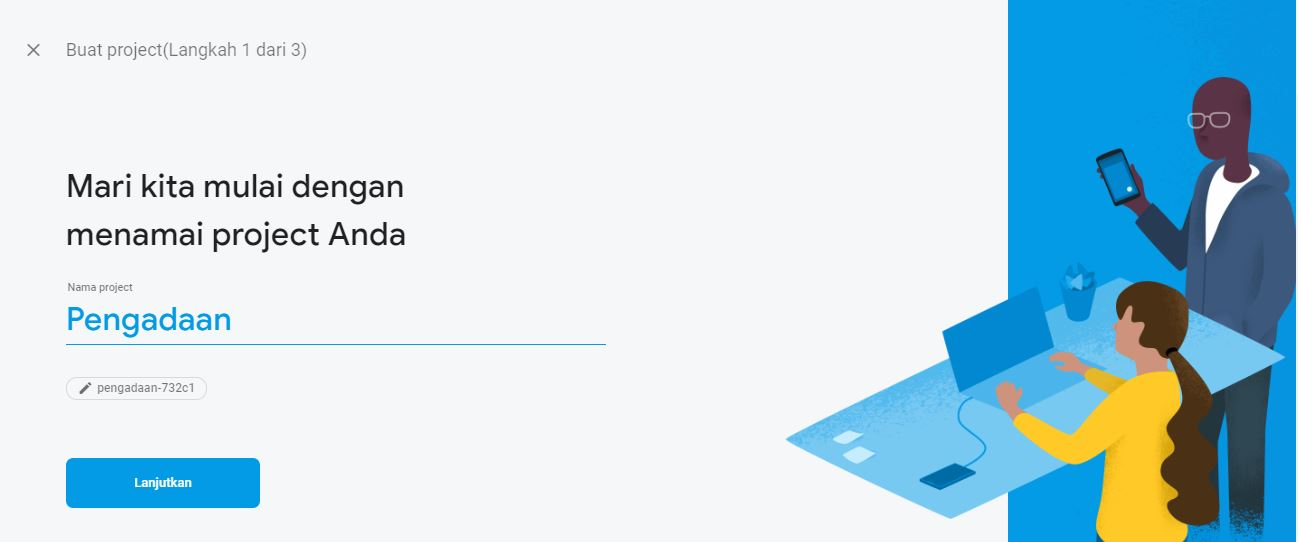 Buat project(Langkah 1 dari 3)
Mari kita mulai dengan
menamai project Anda
Nama project
Pengadaan
pengadaan-732c1
Lanjutkan